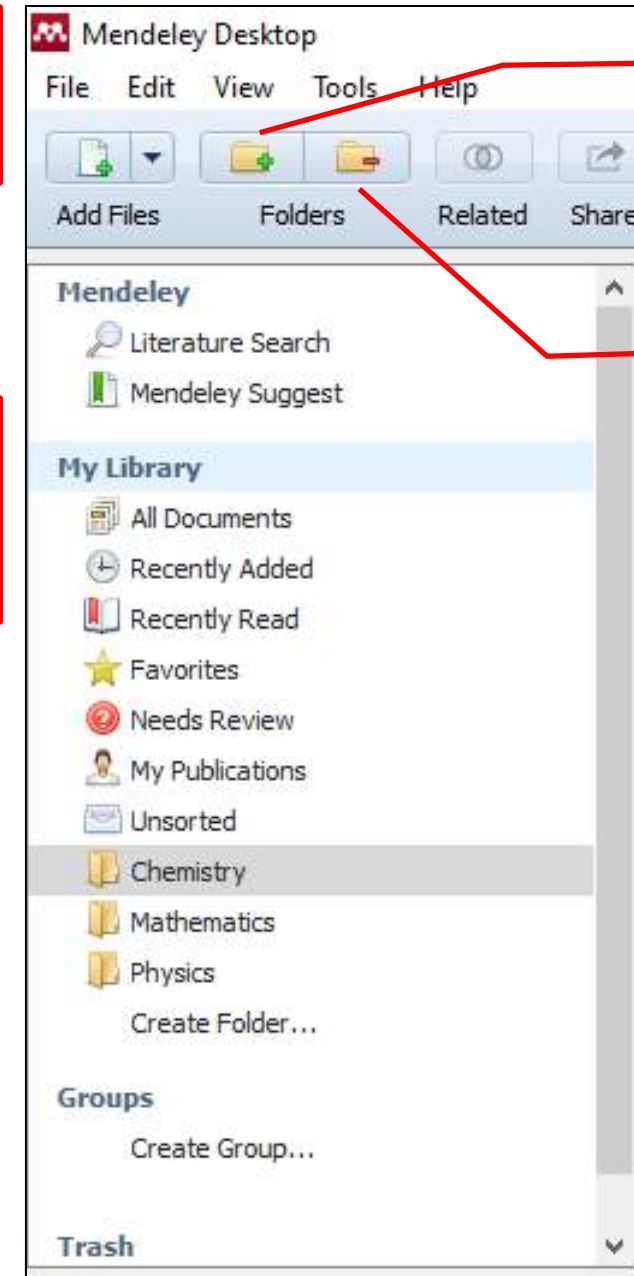 Mendeley Desktop
File Edit View Tools Help
Add Files Folders Related Share
Mendeley
Literature Search
Mendeley Suggest
My Library
All Documents
Recently Added
Recently Read
Favorites
Needs Review
My Publications
Unsorted
Chemistry
Mathematics
Physics
Create Folder...
Groups
Create Group...
Trash